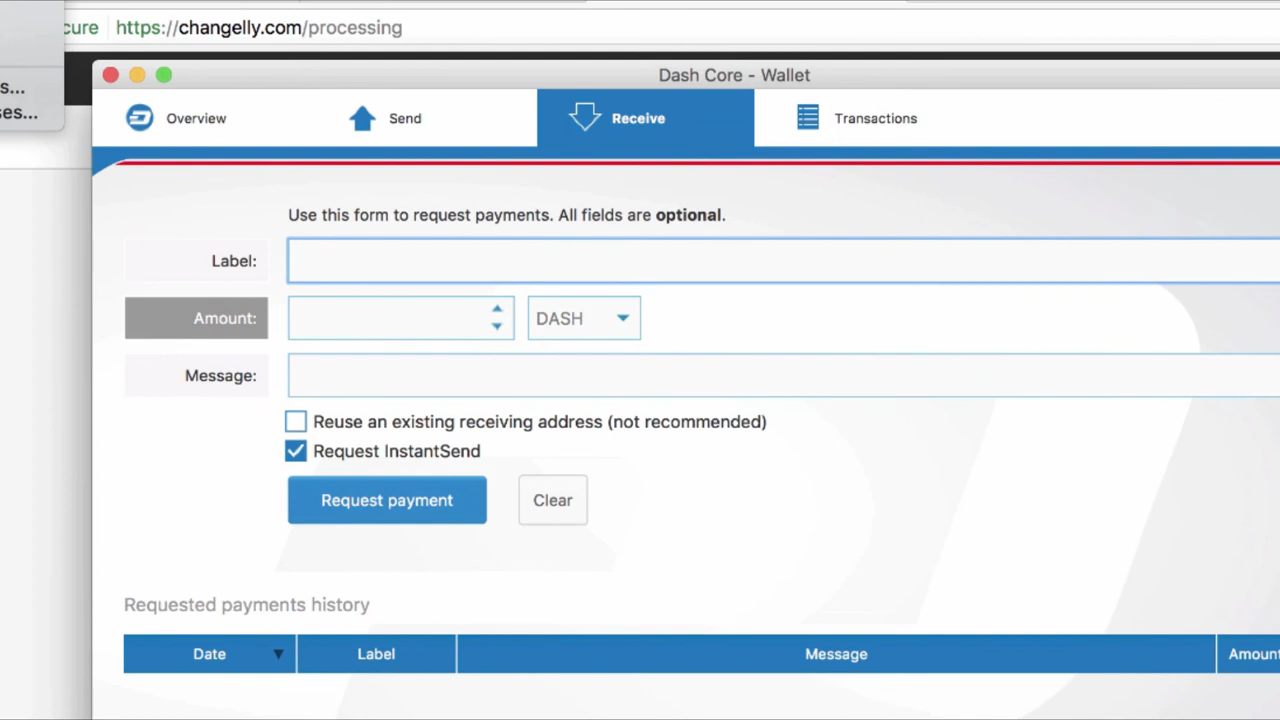 cure https://changelly.com/processing
s...
ses...
Dash Core - Wallet
Overview Send Receive Transactions
Use this form to request payments. All fields are optional.
Label:
Amount: DASH
Message:
Reuse an existing receiving address (not recommended)
Request InstantSend
Request payment Clear
Requested payments history
Date Label Message Amount